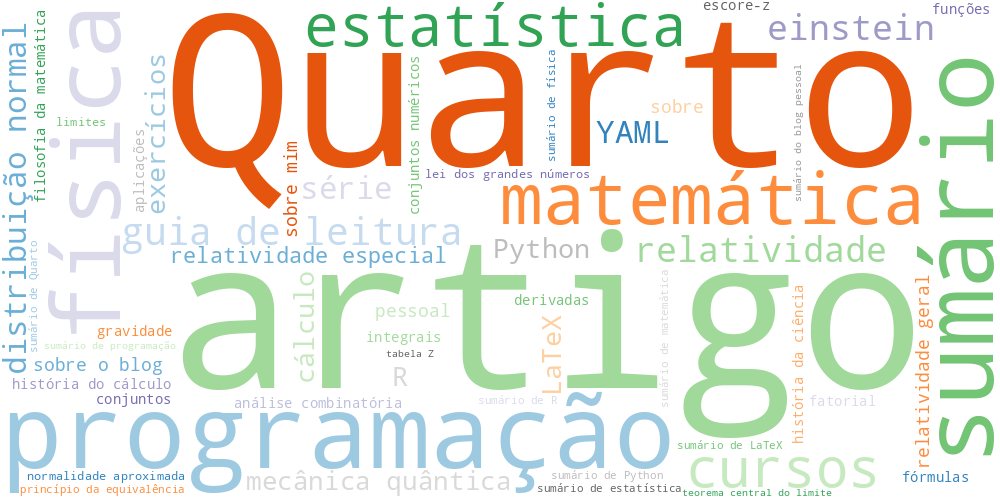 escore-z
funções
estatística
einstein
Quarto
física
filosofia da matemática
distribuição normal
exercícios
limites
aplicações
conjuntos numéricos
sumário de física
sobre
YAML
sumário do blog pessoal
sumário
sobre mim
lei dos grandes números
série
matemática
guia de leitura
Python
relatividade
relatividade especial
sumário de Quarto
artigo
cálculo
derivadas
pessoal
sumário de matemática
história da ciência
relatividade geral
gravidade
integrais
LaTeX
sumário de programação
tabela Z
sobre o blog
R
história do cálculo
conjuntos
análise combinatória
sumário de R
fatorial
programação
sumário de LaTeX
cursos
normalidade aproximada
mecânica quântica
sumário de Python
fórmulas
princípio da equivalência
sumário de estatística
teorema central do limite